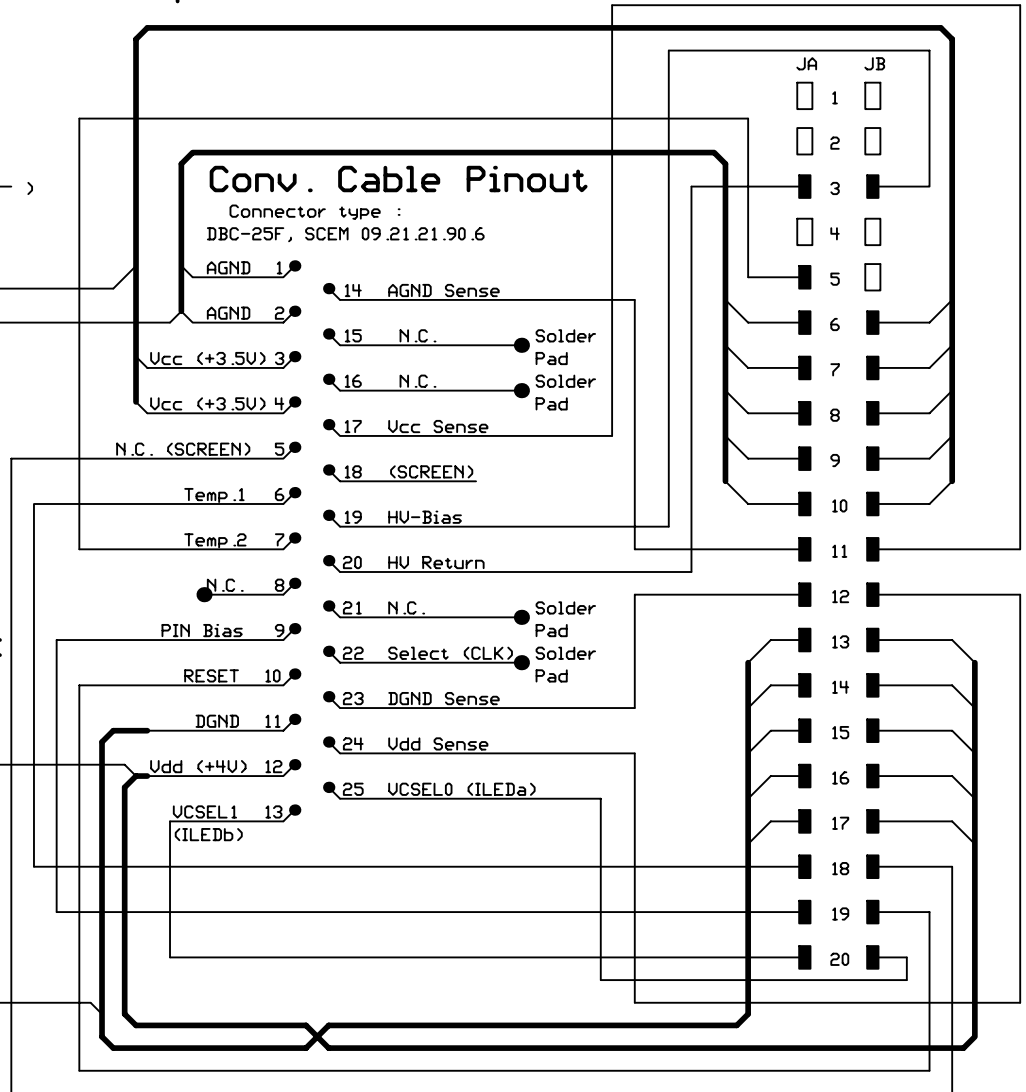 Conv. Cable Pinout
Connector type :
DBC-25F, SCEM 09.21.21.90.6
AGND 1
14 AGND Sense
AGND 2
15 N.C. Solder Pad
Vcc (+3.5V) 3
16 N.C. Solder Pad
Vcc (+3.5V) 4
17 Vcc Sense
N.C. (SCREEN) 5
18 (SCREEN)
Temp.1 6
19 HV-Bias
Temp.2 7
20 HV Return
N.C. 8
21 N.C. Solder Pad
PIN Bias 9
22 Select (CLK) Solder Pad
RESET 10
23 DGND Sense
DGND 11
24 Vdd Sense
Vdd (+4V) 12
25 VCSEL0 (ILEDa)
VCSEL1 13
(ILEDb)
JA JB
1
2
3
4
5
6
7
8
9
10
11
12
13
14
15
16
17
18
19
20